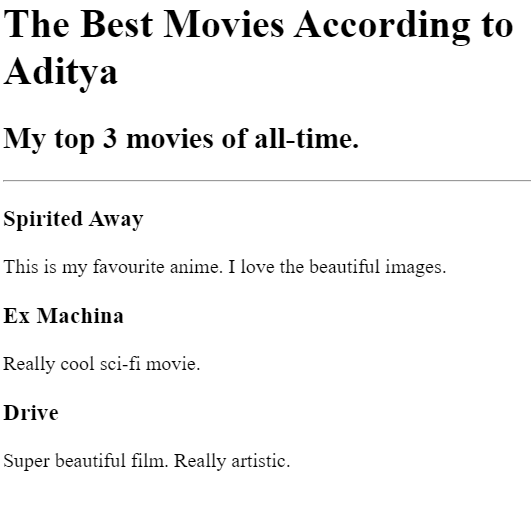 The Best Movies According to
Aditya
My top 3 movies of all-time.
Spirited Away
This is my favourite anime. I love the beautiful images.
Ex Machina
Really cool sci-fi movie.
Drive
Super beautiful film. Really artistic.